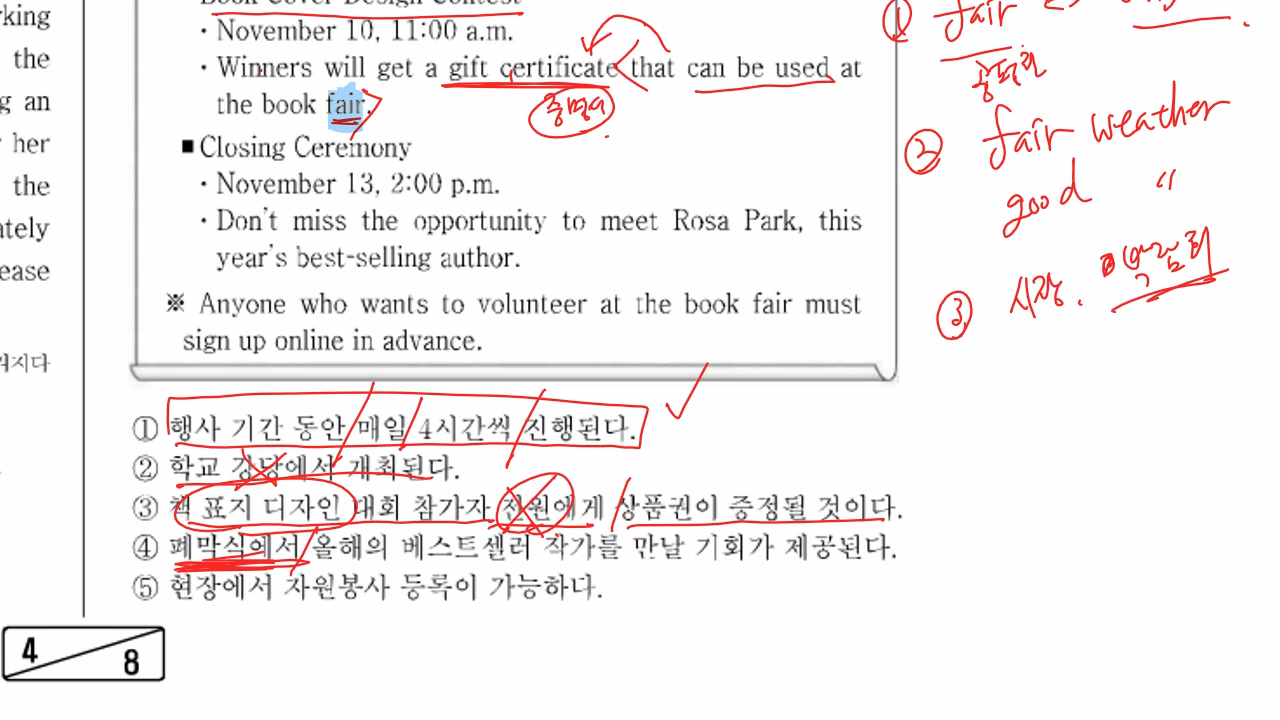 rking
the
g an
her
the
ately
ease
지다
Book Cover Design Contest
· November 10, 11:00 a.m.
· Winners will get a gift certificate that can be used at
the book fair.
증명서
■ Closing Ceremony
· November 13, 2:00 p.m.
· Don't miss the opportunity to meet Rosa Park, this
year's best-selling author.
※ Anyone who wants to volunteer at the book fair must
sign up online in advance.
① 행사 기간 동안 매일 4시간씩 진행된다.
② 학교 강당에서 개최된다.
③ 책 표지 디자인 대회 참가자 전원에게 상품권이 증정될 것이다.
④ 폐막식에서 올해의 베스트셀러 작가를 만날 기회가 제공된다.
⑤ 현장에서 자원봉사 등록이 가능하다.
4
8
① fair
② fair weather
good "
③ 시장. 박람회